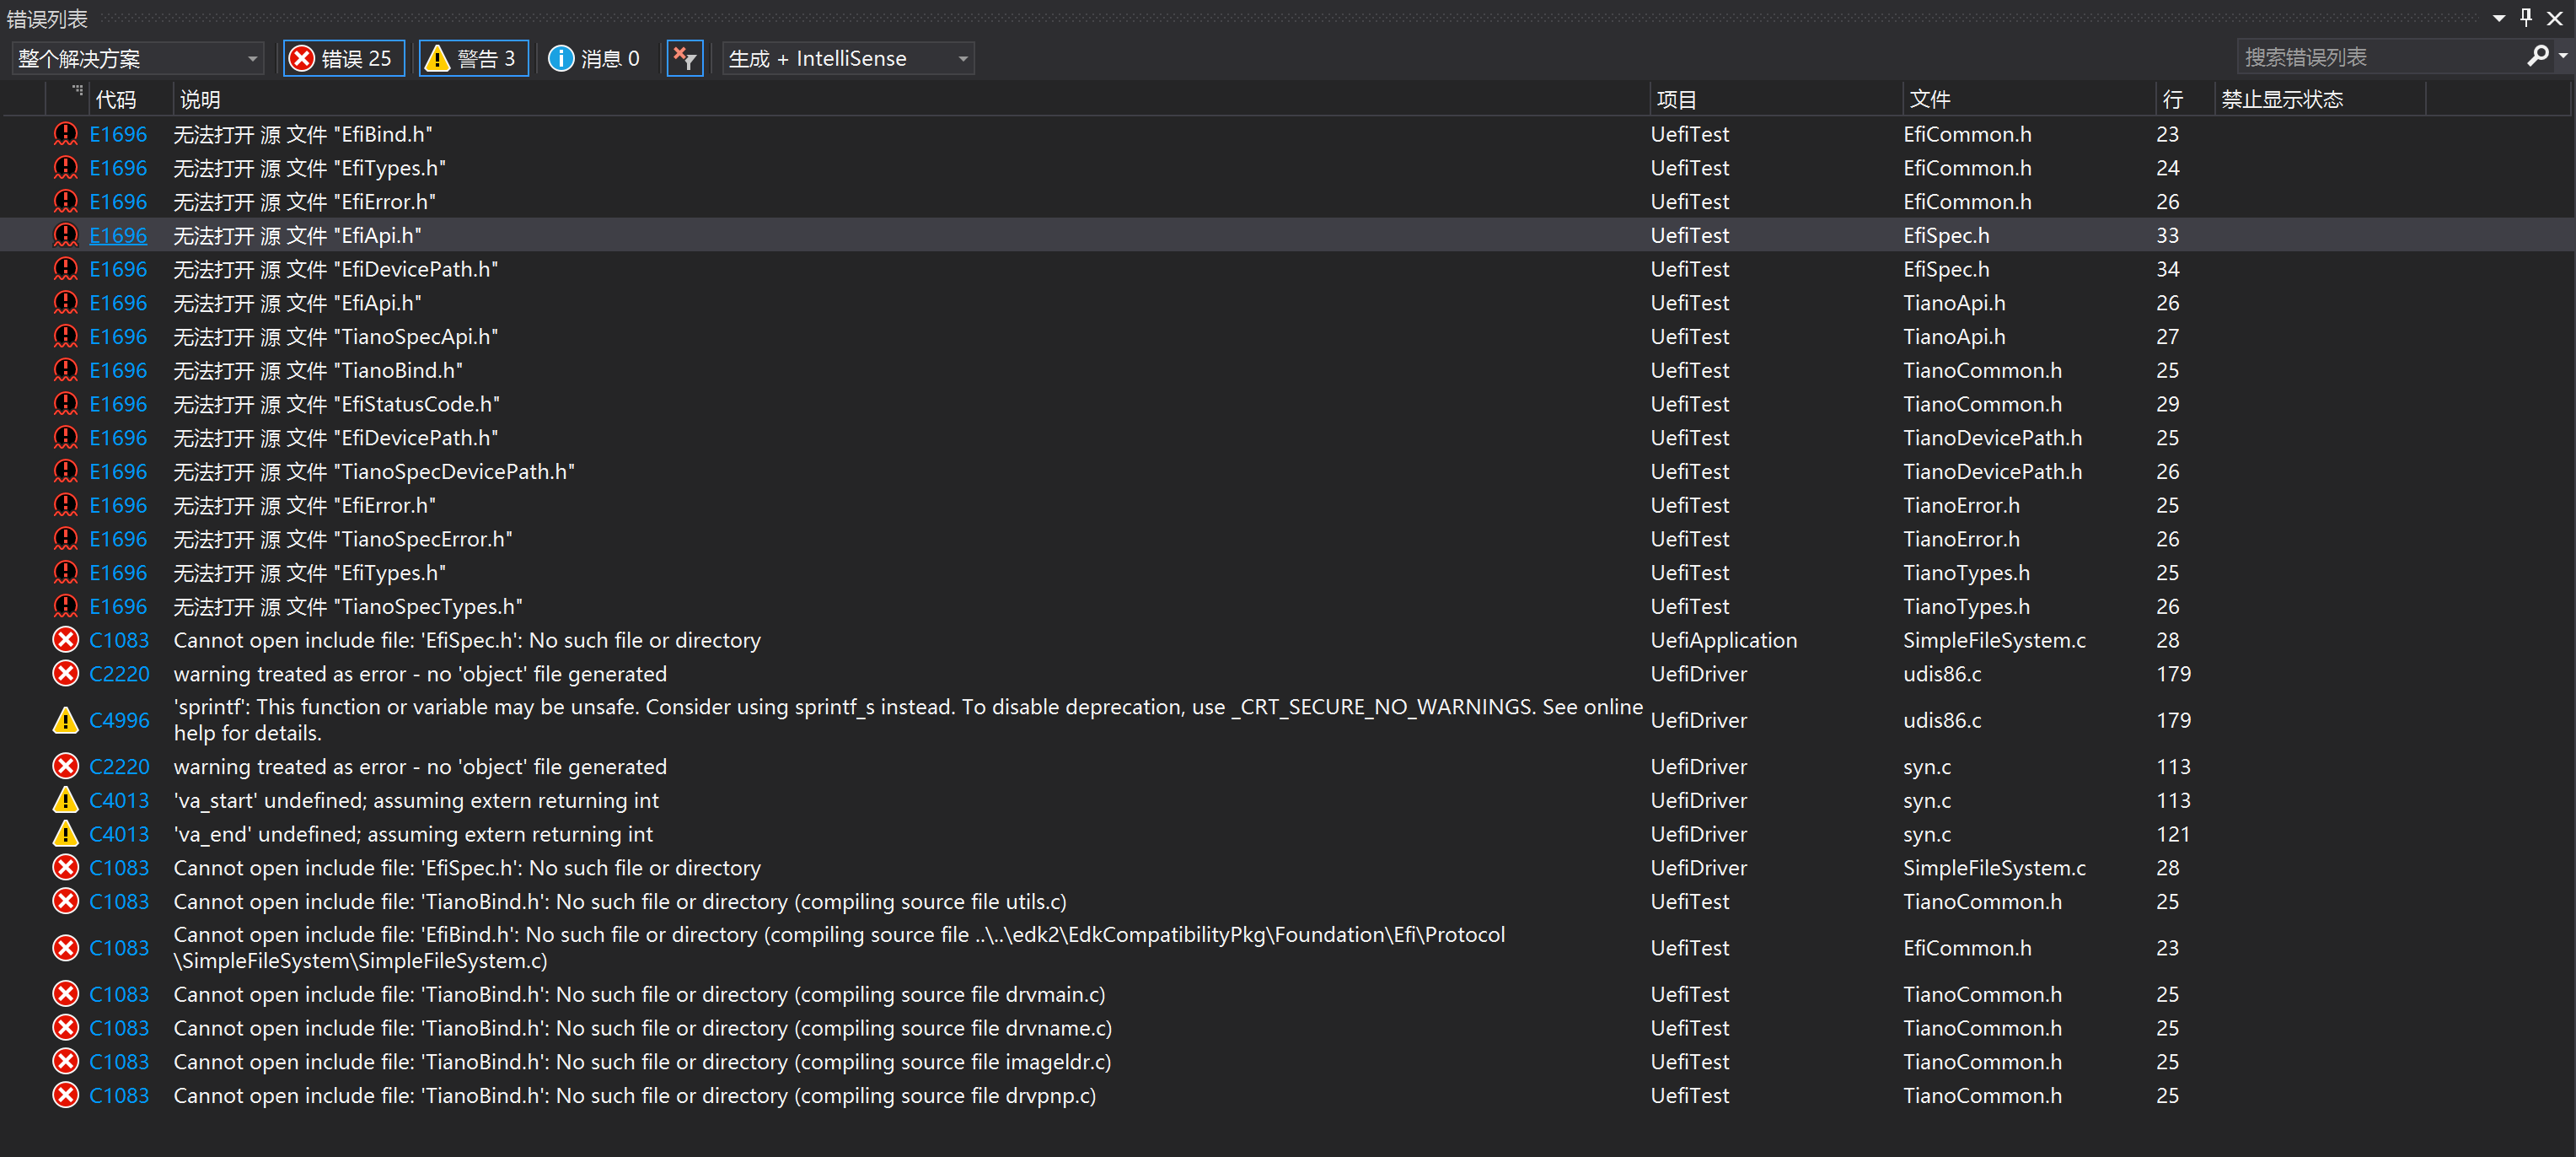 错误列表
整个解决方案 错误 25 警告 3 消息 0 生成 + IntelliSense 搜索错误列表
代码 说明 项目 文件 行 禁止显示状态
E1696 无法打开 源 文件 "EfiBind.h" UefiTest EfiCommon.h 23
E1696 无法打开 源 文件 "EfiTypes.h" UefiTest EfiCommon.h 24
E1696 无法打开 源 文件 "EfiError.h" UefiTest EfiCommon.h 26
E1696 无法打开 源 文件 "EfiApi.h" UefiTest EfiSpec.h 33
E1696 无法打开 源 文件 "EfiDevicePath.h" UefiTest EfiSpec.h 34
E1696 无法打开 源 文件 "EfiApi.h" UefiTest TianoApi.h 26
E1696 无法打开 源 文件 "TianoSpecApi.h" UefiTest TianoApi.h 27
E1696 无法打开 源 文件 "TianoBind.h" UefiTest TianoCommon.h 25
E1696 无法打开 源 文件 "EfiStatusCode.h" UefiTest TianoCommon.h 29
E1696 无法打开 源 文件 "EfiDevicePath.h" UefiTest TianoDevicePath.h 25
E1696 无法打开 源 文件 "TianoSpecDevicePath.h" UefiTest TianoDevicePath.h 26
E1696 无法打开 源 文件 "EfiError.h" UefiTest TianoError.h 25
E1696 无法打开 源 文件 "TianoSpecError.h" UefiTest TianoError.h 26
E1696 无法打开 源 文件 "EfiTypes.h" UefiTest TianoTypes.h 25
E1696 无法打开 源 文件 "TianoSpecTypes.h" UefiTest TianoTypes.h 26
C1083 Cannot open include file: 'EfiSpec.h': No such file or directory UefiApplication SimpleFileSystem.c 28
C2220 warning treated as error - no 'object' file generated UefiDriver udis86.c 179
C4996 'sprintf': This function or variable may be unsafe. Consider using sprintf_s instead. To disable deprecation, use _CRT_SECURE_NO_WARNINGS. See online
help for details. UefiDriver udis86.c 179
C2220 warning treated as error - no 'object' file generated UefiDriver syn.c 113
C4013 'va_start' undefined; assuming extern returning int UefiDriver syn.c 113
C4013 'va_end' undefined; assuming extern returning int UefiDriver syn.c 121
C1083 Cannot open include file: 'EfiSpec.h': No such file or directory UefiDriver SimpleFileSystem.c 28
C1083 Cannot open include file: 'TianoBind.h': No such file or directory (compiling source file utils.c) UefiTest TianoCommon.h 25
C1083 Cannot open include file: 'EfiBind.h': No such file or directory (compiling source file ..\..\edk2\EdkCompatibilityPkg\Foundation\Efi\Protocol
\SimpleFileSystem\SimpleFileSystem.c) UefiTest EfiCommon.h 23
C1083 Cannot open include file: 'TianoBind.h': No such file or directory (compiling source file drvmain.c) UefiTest TianoCommon.h 25
C1083 Cannot open include file: 'TianoBind.h': No such file or directory (compiling source file drvname.c) UefiTest TianoCommon.h 25
C1083 Cannot open include file: 'TianoBind.h': No such file or directory (compiling source file imageldr.c) UefiTest TianoCommon.h 25
C1083 Cannot open include file: 'TianoBind.h': No such file or directory (compiling source file drvpnp.c) UefiTest TianoCommon.h 25